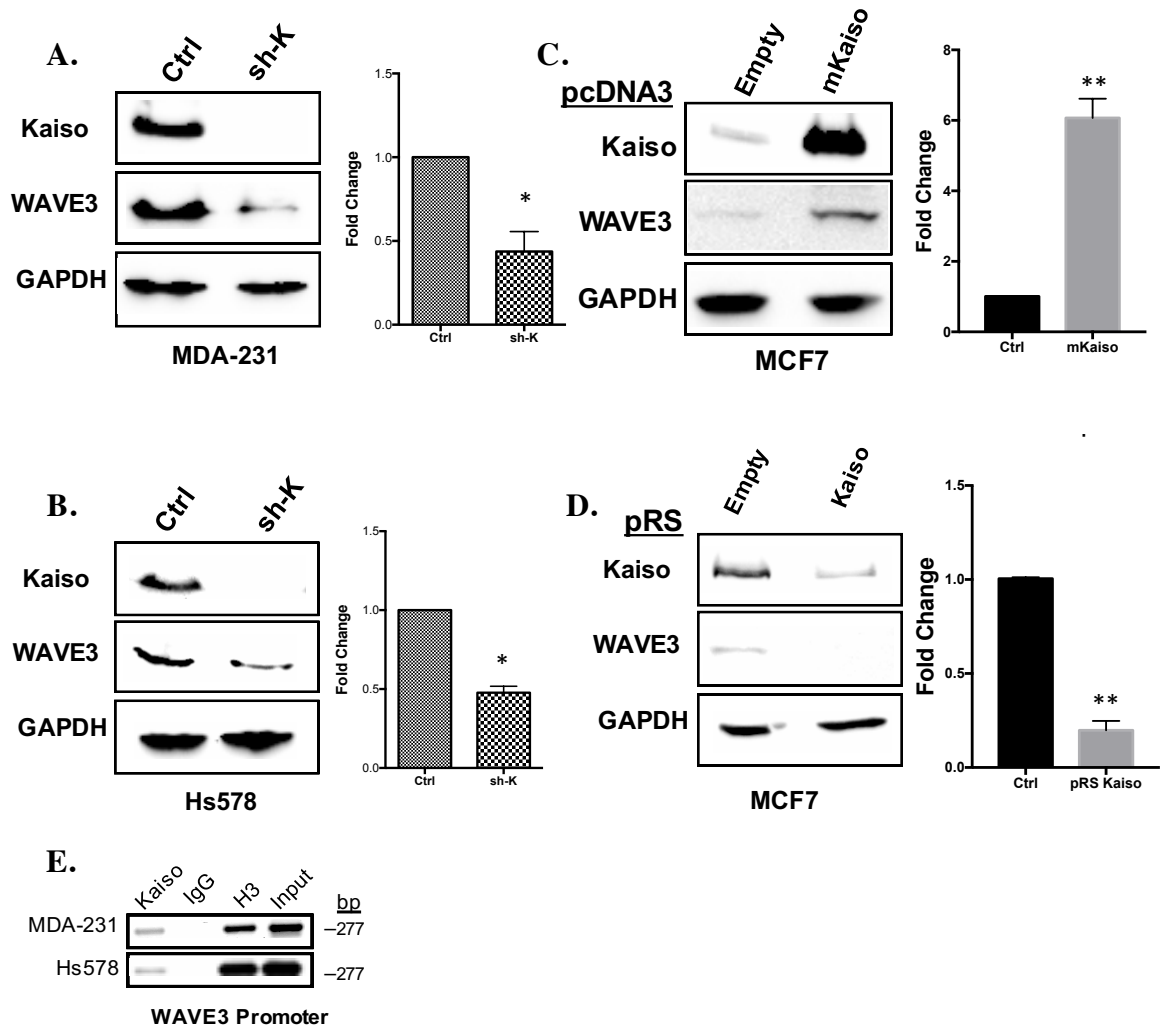 A.
Ctrl
sh-K
Kaiso
WAVE3
GAPDH
MDA-231
Fold Change
1.5
1.0
0.5
0.0
Ctrl
sh-K
*
C.
pcDNA3
Empty
mKaiso
Kaiso
WAVE3
GAPDH
MCF7
Fold Change
8
6
4
2
0
Ctrl
mKaiso
**
B.
Ctrl
sh-K
Kaiso
WAVE3
GAPDH
Hs578
Fold Change
1.5
1.0
0.5
0.0
Ctrl
sh-K
*
D.
pRS
Empty
Kaiso
Kaiso
WAVE3
GAPDH
MCF7
Fold Change
1.5
1.0
0.5
0.0
Ctrl
pRS Kaiso
**
E.
Kaiso
IgG
H3
Input
bp
MDA-231
–277
Hs578
–277
WAVE3 Promoter